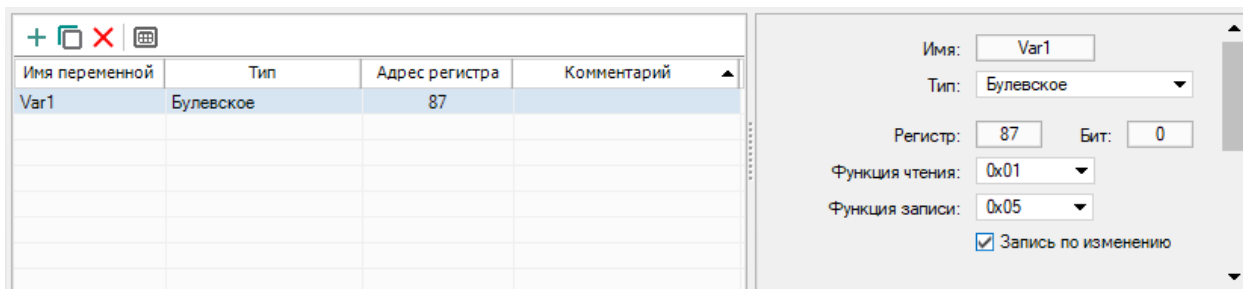 Имя переменной Тип Адрес регистра Комментарий
Var1 Булевское 87
Имя: Var1
Тип: Булевское
Регистр: 87 Бит: 0
Функция чтения: 0x01
Функция записи: 0x05
Запись по изменению